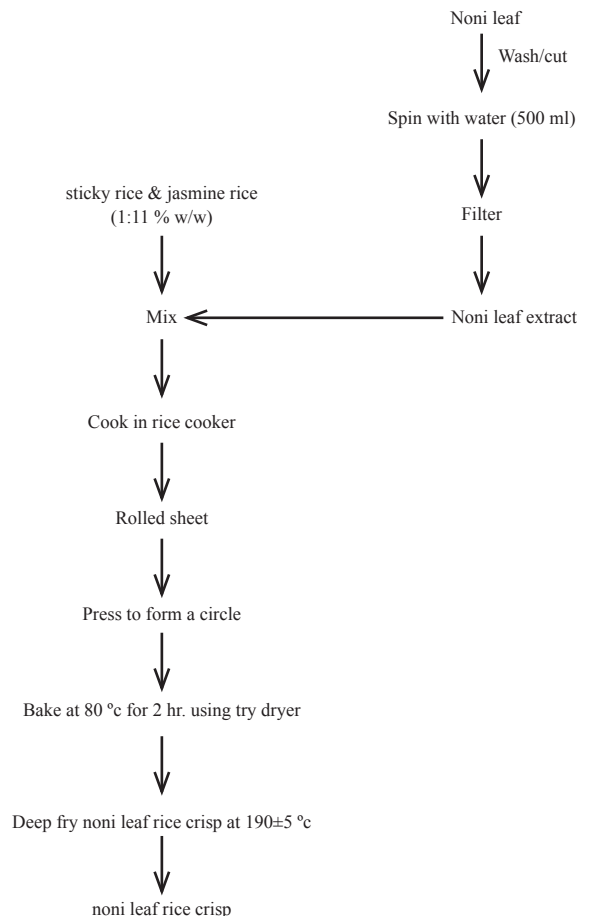 Noni leaf
Wash/cut
Spin with water (500 ml)
Filter
Noni leaf extract
sticky rice & jasmine rice
(1:11 % w/w)
Mix
Cook in rice cooker
Rolled sheet
Press to form a circle
Bake at 80 ºc for 2 hr. using try dryer
Deep fry noni leaf rice crisp at 190±5 ºc
noni leaf rice crisp